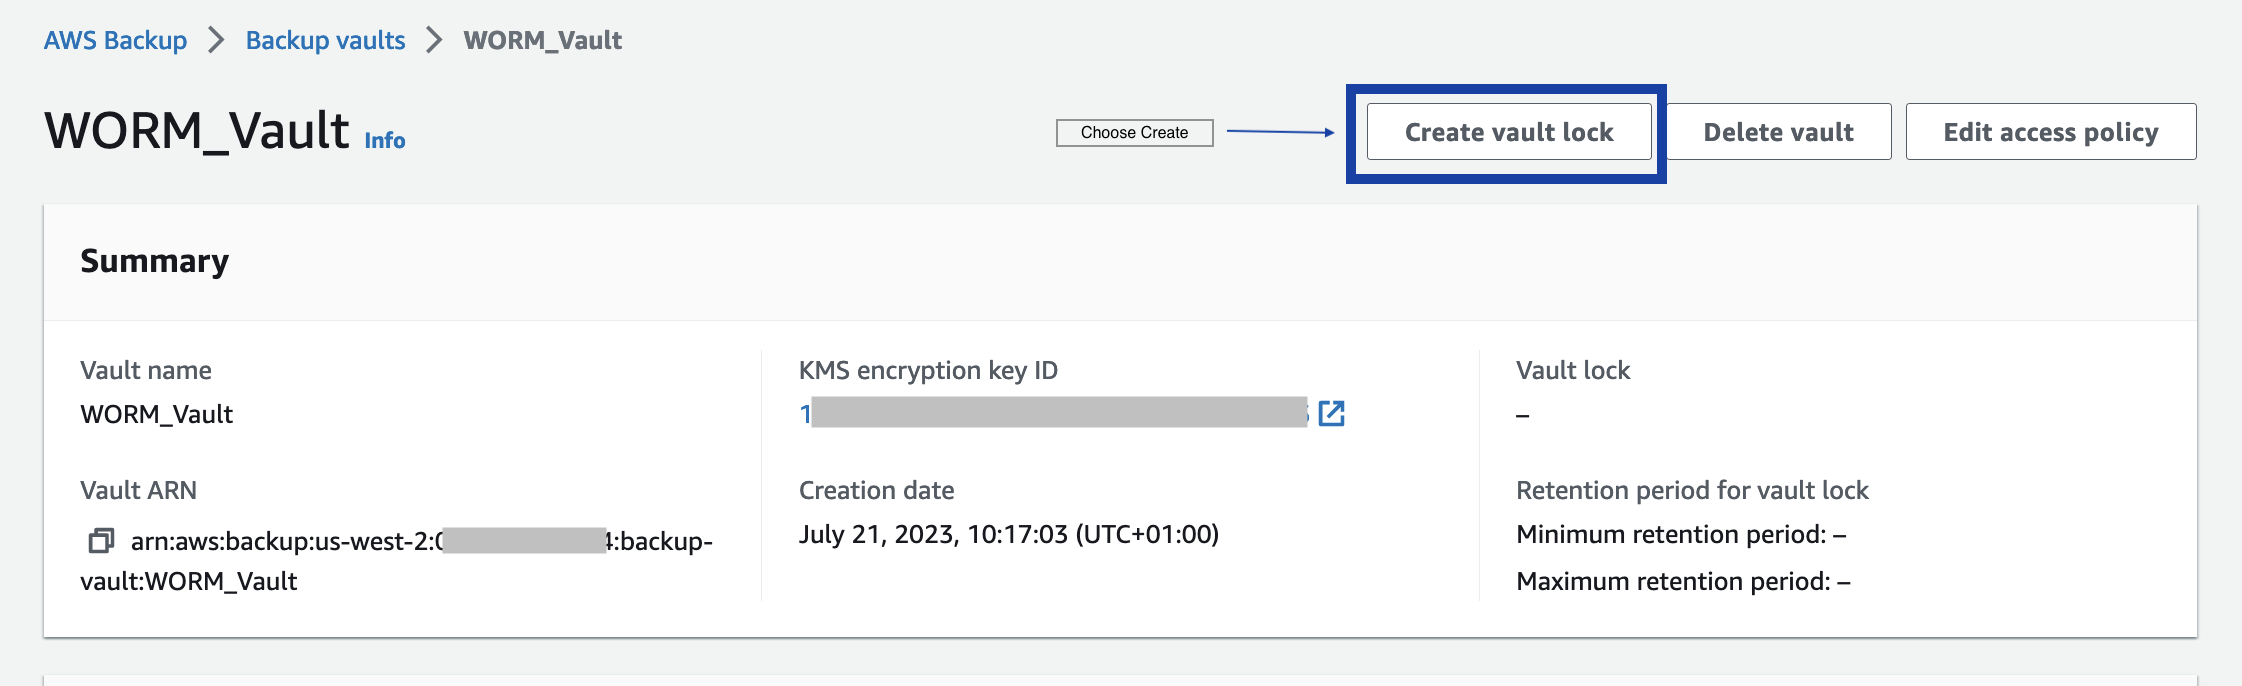 AWS Backup > Backup vaults > WORM_Vault
WORM_Vault Info
Choose Create
Create vault lock
Delete vault
Edit access policy
Summary
Vault name
WORM_Vault
Vault ARN
arn:aws:backup:us-west-2:0 4:backup-
vault:WORM_Vault
KMS encryption key ID
1
Creation date
July 21, 2023, 10:17:03 (UTC+01:00)
Vault lock
–
Retention period for vault lock
Minimum retention period: –
Maximum retention period: –